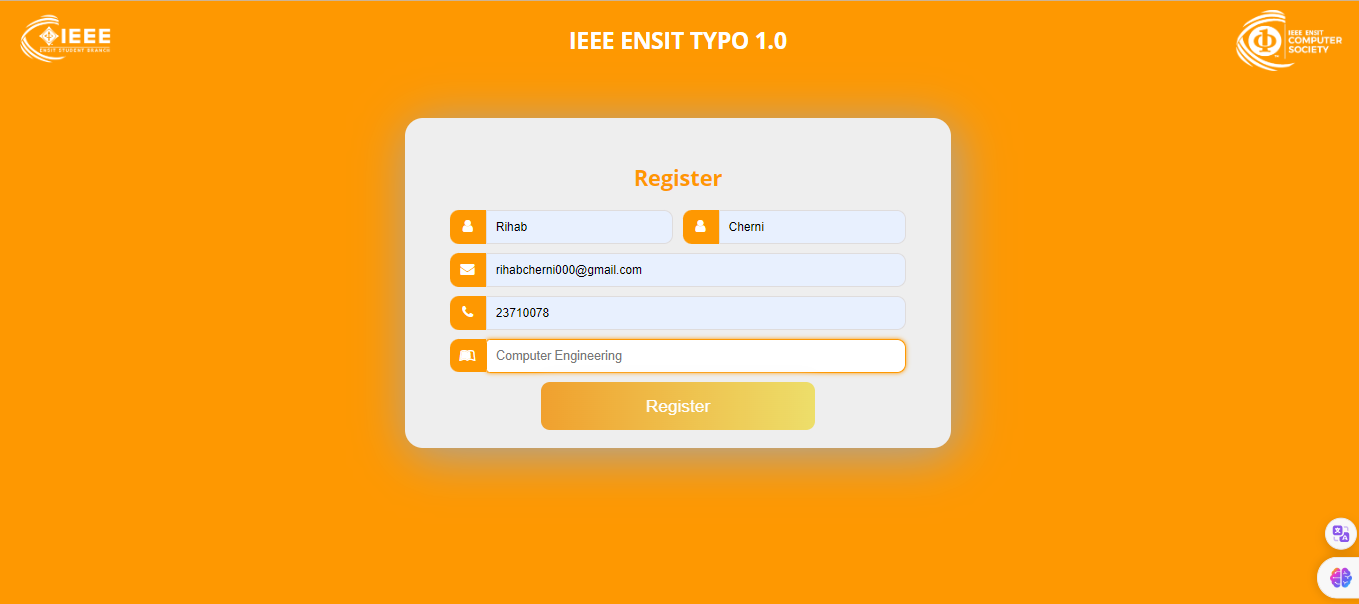 IEEE
ENSIT STUDENT BRANCH
IEEE ENSIT TYPO 1.0
IEEE ENSIT
COMPUTER
SOCIETY
Register
Rihab
Cherni
rihabcherni000@gmail.com
23710078
Computer Engineering
Register